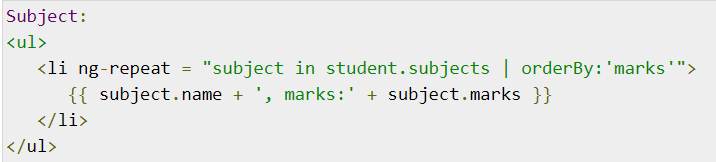 Subject:
<ul>
   <li ng-repeat = "subject in student.subjects | orderBy:'marks'">
      {{ subject.name + ', marks:' + subject.marks }}
   </li>
</ul>